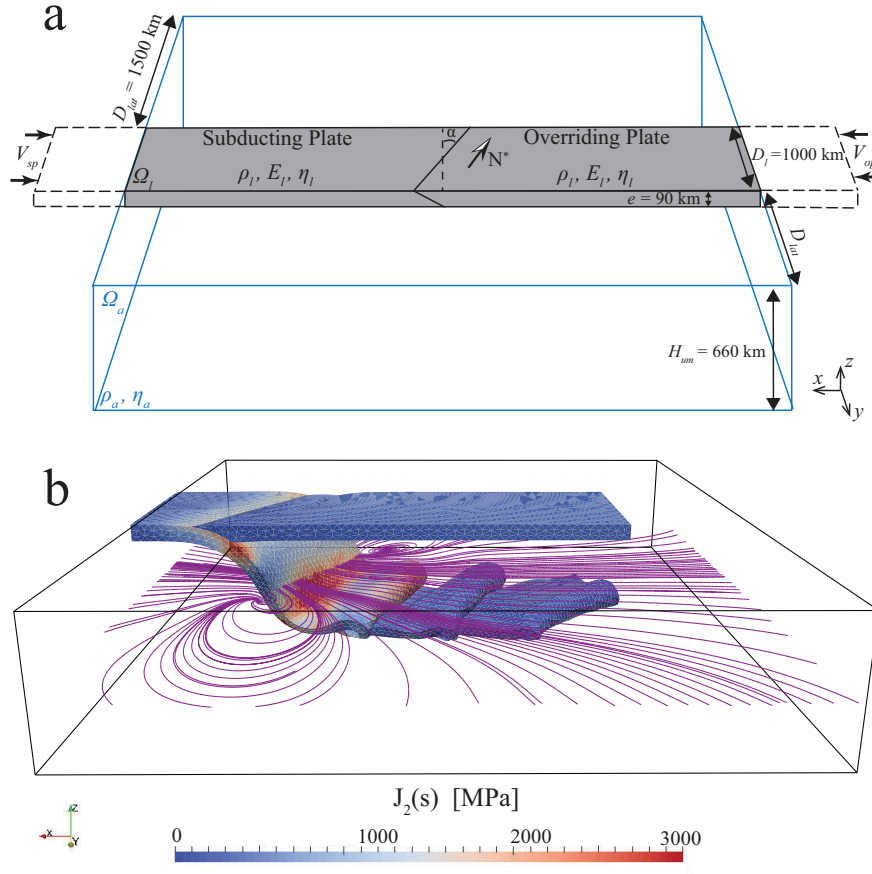 a
D_lat = 1500 km
Subducting Plate
α
Overriding Plate
V_sp
N*
D_l =1000 km
V_op
Ω_l
ρ_l, E_l, η_l
ρ_l, E_l, η_l
e = 90 km
D_lat
Ω_a
H_um = 660 km
z
x
y
ρ_a, η_a
b
J_2(s) [MPa]
Z
X
Y
0
1000
2000
3000